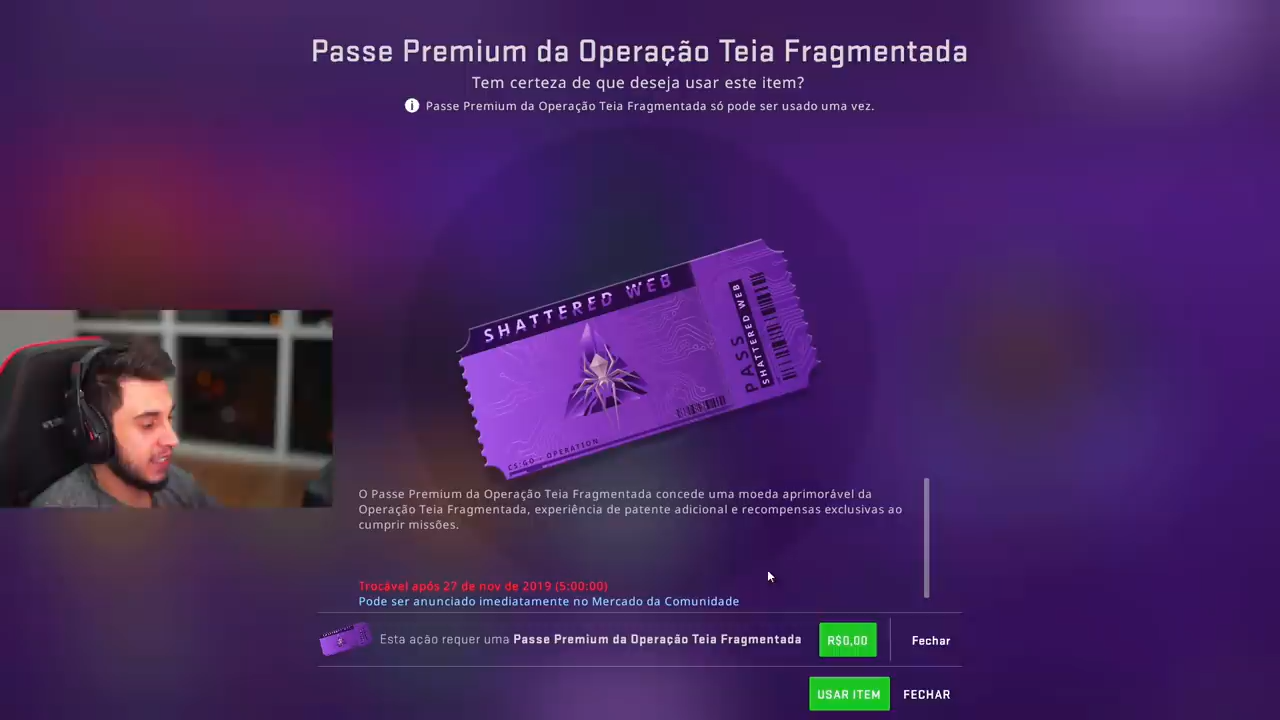 Passe Premium da Operação Teia Fragmentada
Tem certeza de que deseja usar este item?
Passe Premium da Operação Teia Fragmentada só pode ser usado uma vez.
SHATTERED WEB
PASS
SHATTERED WEB
CS:GO - OPERATION
O Passe Premium da Operação Teia Fragmentada concede uma moeda aprimorável da
Operação Teia Fragmentada, experiência de patente adicional e recompensas exclusivas ao
cumprir missões.
Trocável após 27 de nov de 2019 (5:00:00)
Pode ser anunciado imediatamente no Mercado da Comunidade
Esta ação requer uma Passe Premium da Operação Teia Fragmentada
R$0,00
Fechar
USAR ITEM
FECHAR